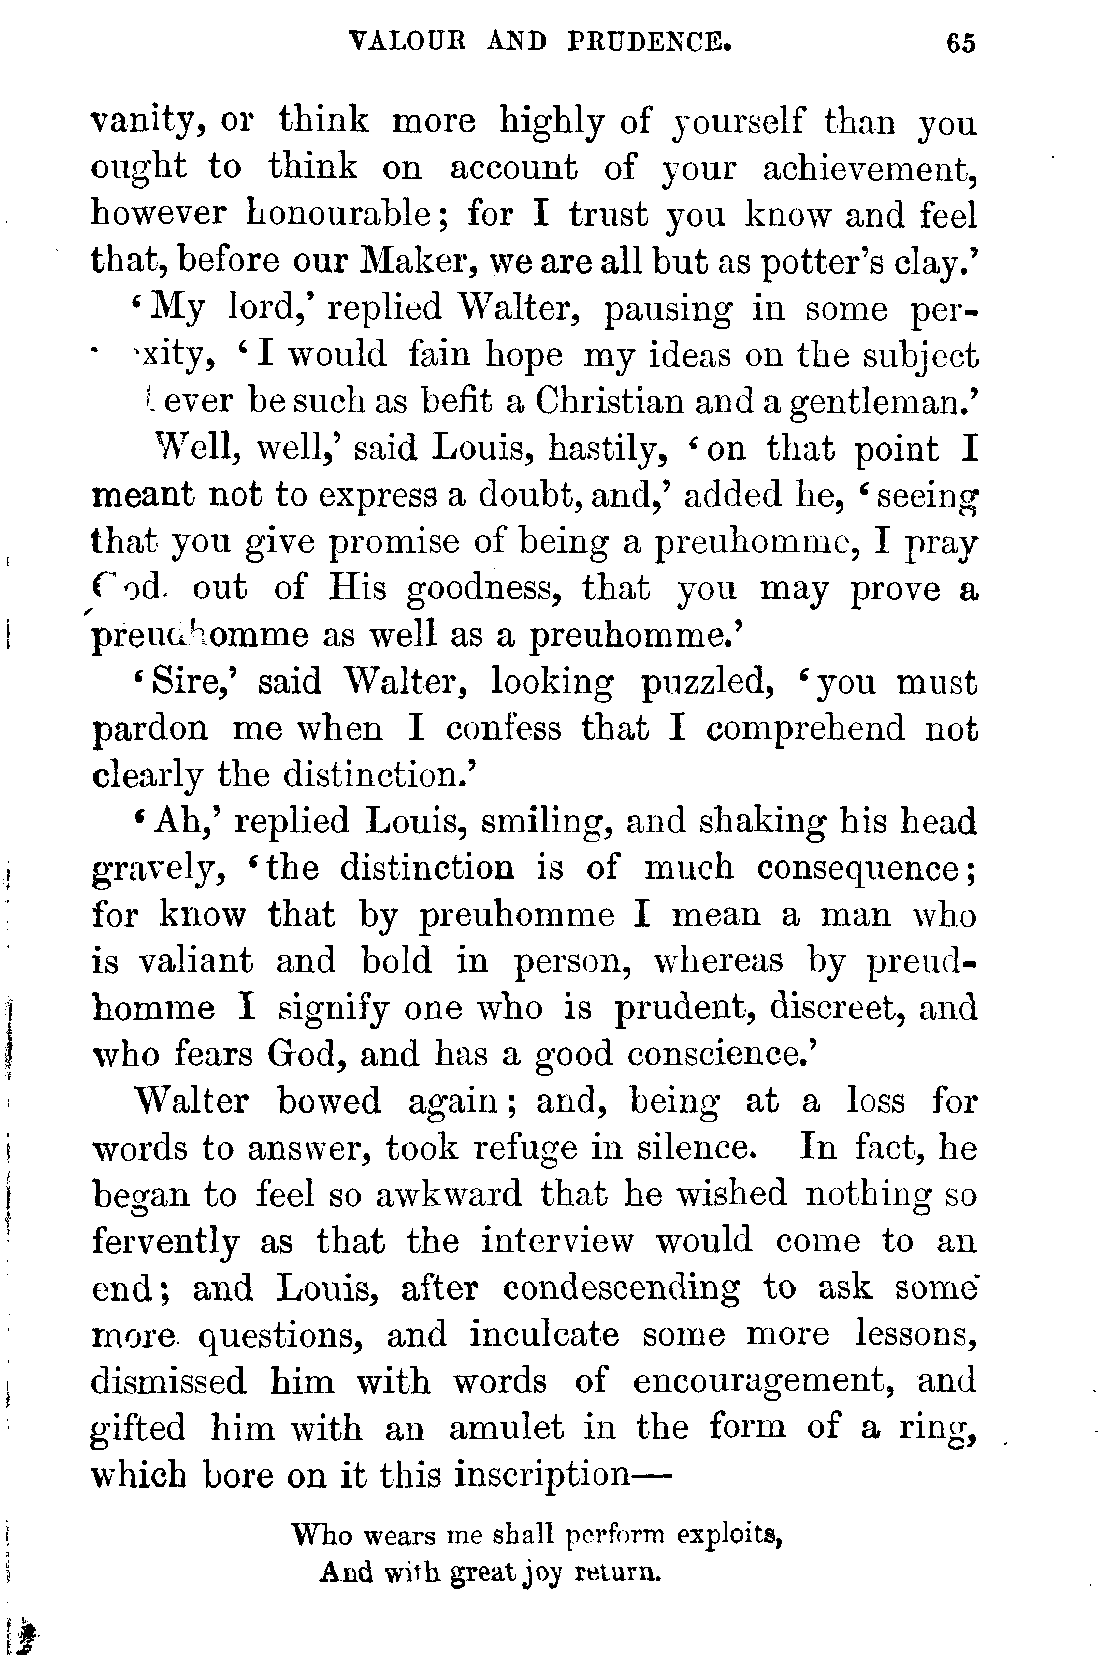 VALOUR AND PRUDENCE. 65
vanity, or think more highly of yourself than you
ought to think on account of your achievement,
however honourable; for I trust you know and feel
that, before our Maker, we are all but as potter's clay.'
‘My lord,’ replied Walter, pausing in some per-
xity, ‘I would fain hope my ideas on the subject
ever be such as befit a Christian and a gentleman.’
Well, well,’ said Louis, hastily, ‘on that point I
meant not to express a doubt, and,’ added he, ‘seeing
that you give promise of being a preuhomme, I pray
God, out of His goodness, that you may prove a
preudhomme as well as a preuhomme.’
‘Sire,’ said Walter, looking puzzled, ‘you must
pardon me when I confess that I comprehend not
clearly the distinction.’
‘Ah,’ replied Louis, smiling, and shaking his head
gravely, ‘the distinction is of much consequence;
for know that by preuhomme I mean a man who
is valiant and bold in person, whereas by preud-
homme I signify one who is prudent, discreet, and
who fears God, and has a good conscience.’
Walter bowed again; and, being at a loss for
words to answer, took refuge in silence. In fact, he
began to feel so awkward that he wished nothing so
fervently as that the interview would come to an
end; and Louis, after condescending to ask some
more questions, and inculcate some more lessons,
dismissed him with words of encouragement, and
gifted him with an amulet in the form of a ring,
which bore on it this inscription—
Who wears me shall perform exploits,
And with great joy return.